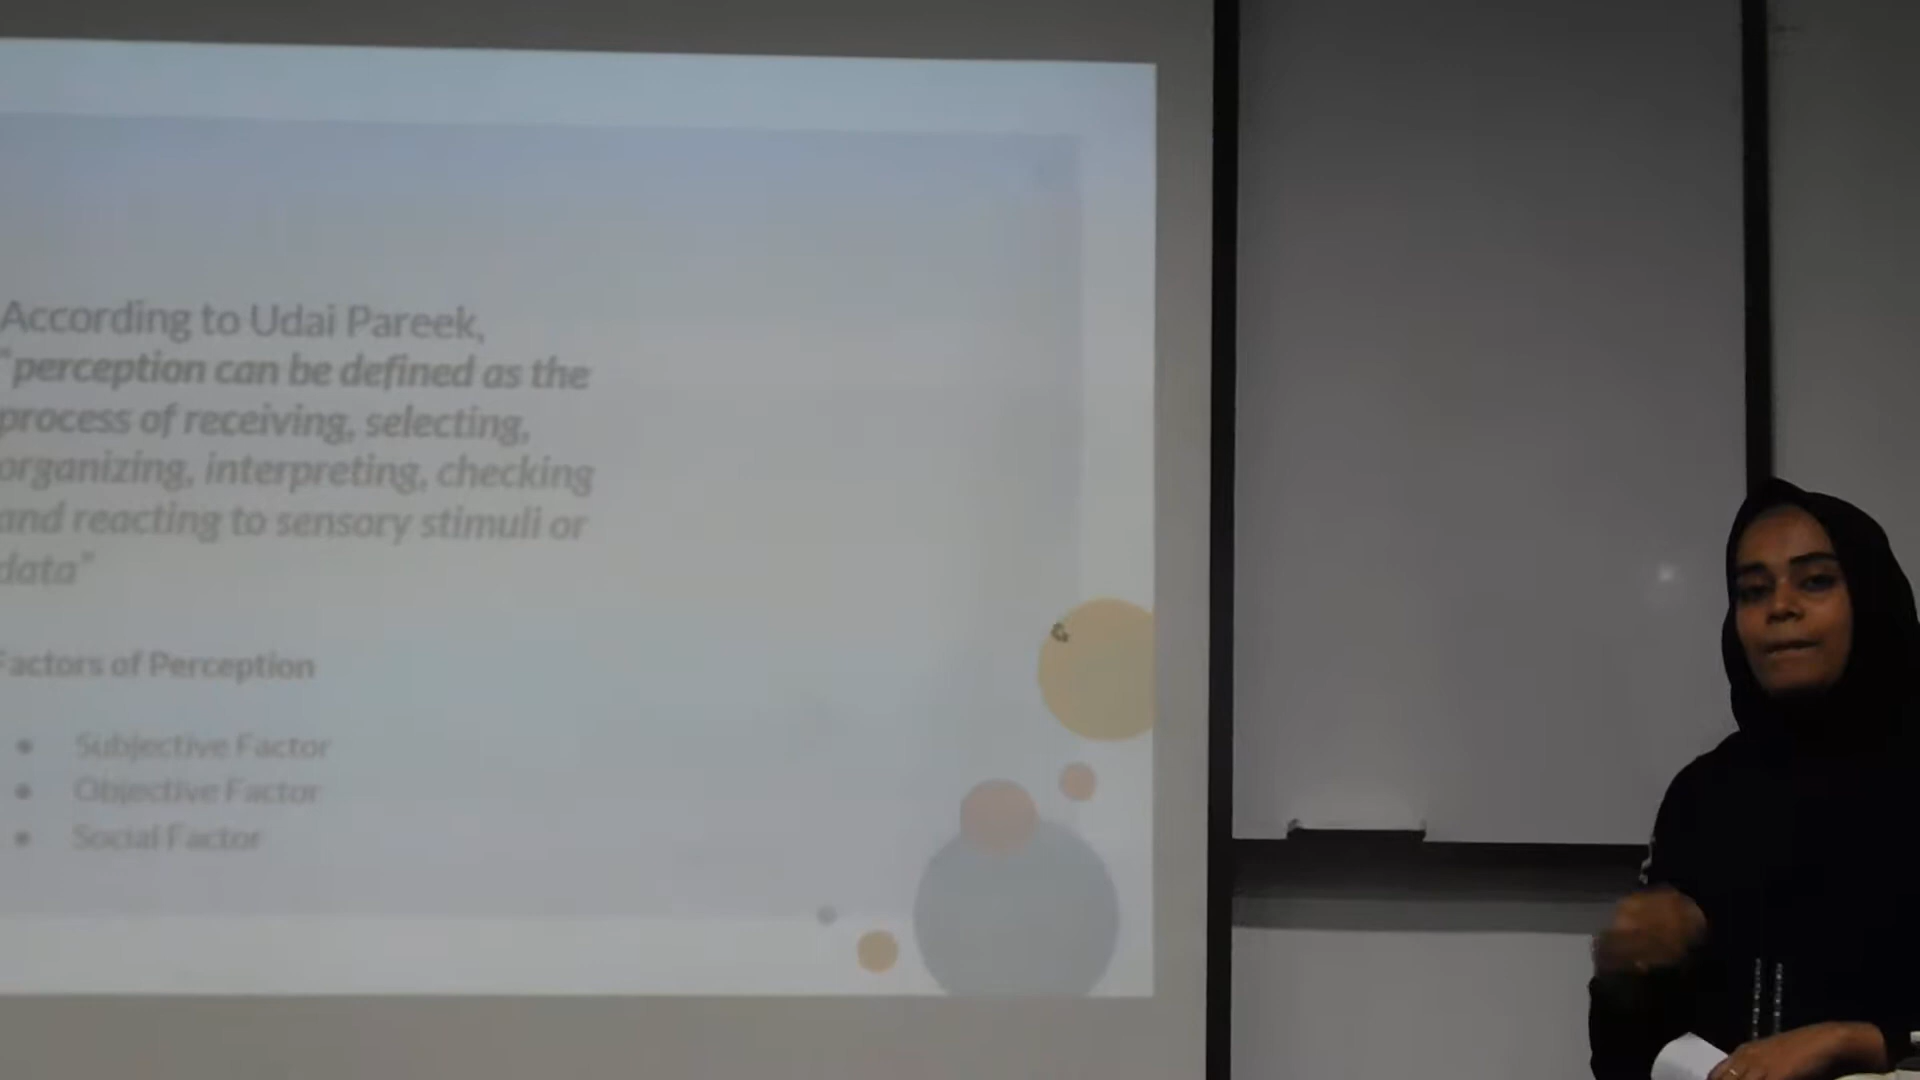 According to Udai Pareek,
"perception can be defined as the
process of receiving, selecting,
organizing, interpreting, checking
and reacting to sensory stimuli or
data"
Factors of Perception
● Subjective Factor
● Objective Factor
● Social Factor